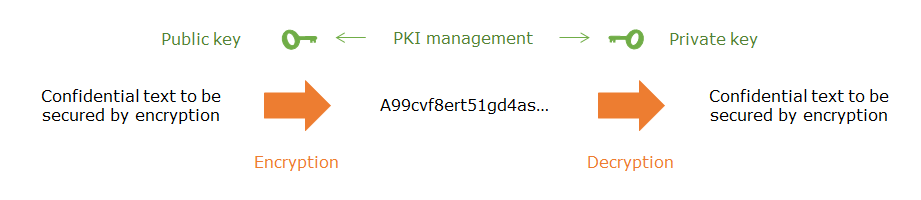 Public key
PKI management
Private key
Confidential text to be
secured by encryption
A99cvf8ert51gd4as...
Confidential text to be
secured by encryption
Encryption
Decryption